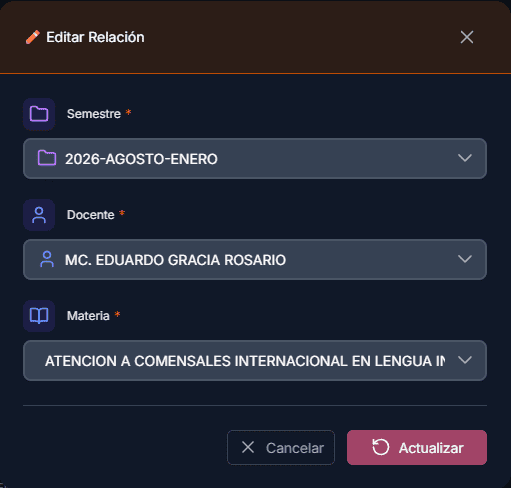 Editar Relación
Semestre *
2026-AGOSTO-ENERO
Docente *
MC. EDUARDO GRACIA ROSARIO
Materia *
ATENCION A COMENSALES INTERNACIONAL EN LENGUA IN
Cancelar
Actualizar